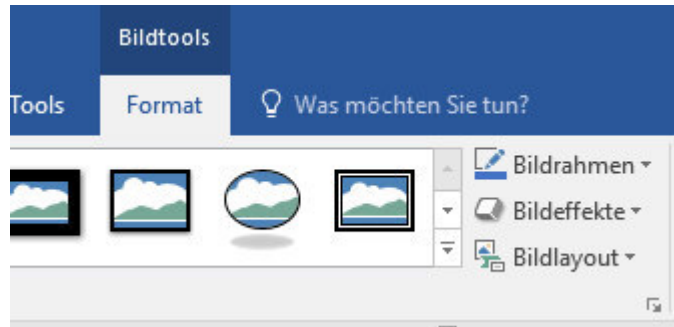 Bildtools
Tools Format Was möchten Sie tun?
Bildrahmen
Bildeffekte
Bildlayout